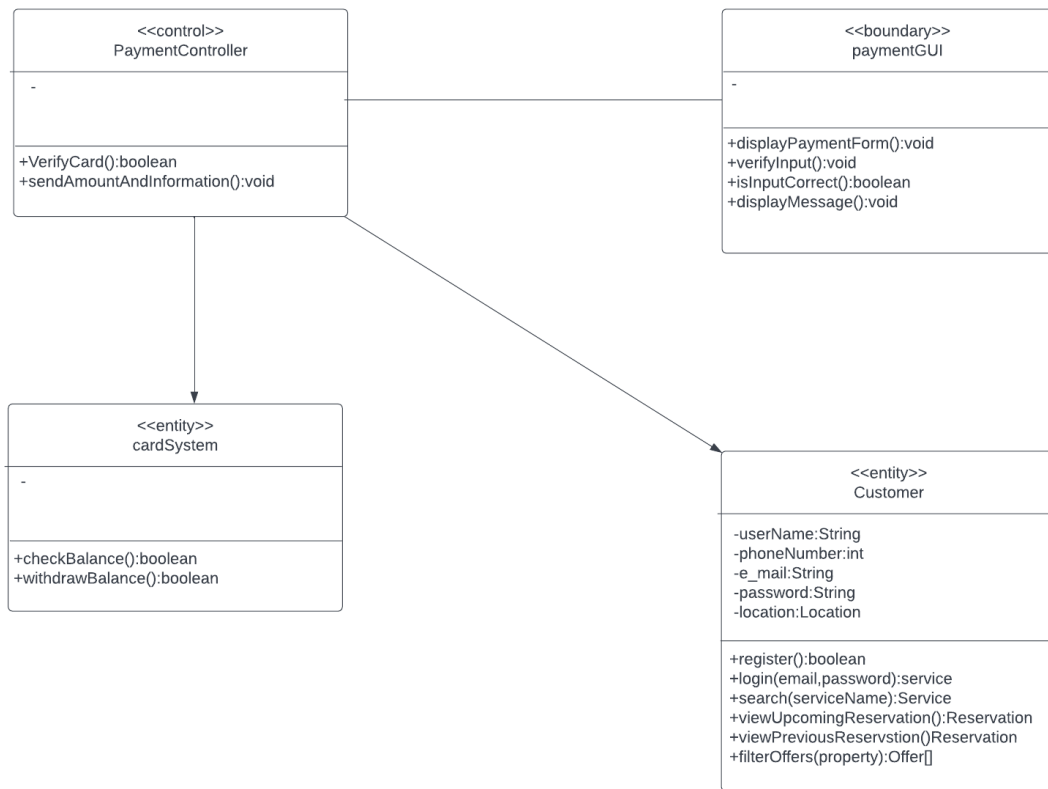 <<control>>
PaymentController
-
+VerifyCard():boolean
+sendAmountAndInformation():void
<<boundary>>
paymentGUI
-
+displayPaymentForm():void
+verifyInput():void
+isInputCorrect():boolean
+displayMessage():void
<<entity>>
cardSystem
-
+checkBalance():boolean
+withdrawBalance():boolean
<<entity>>
Customer
-userName:String
-phoneNumber:int
-e_mail:String
-password:String
-location:Location
+register():boolean
+login(email,password):service
+search(serviceName):Service
+viewUpcomingReservation():Reservation
+viewPreviousReservstion()Reservation
+filterOffers(property):Offer[]